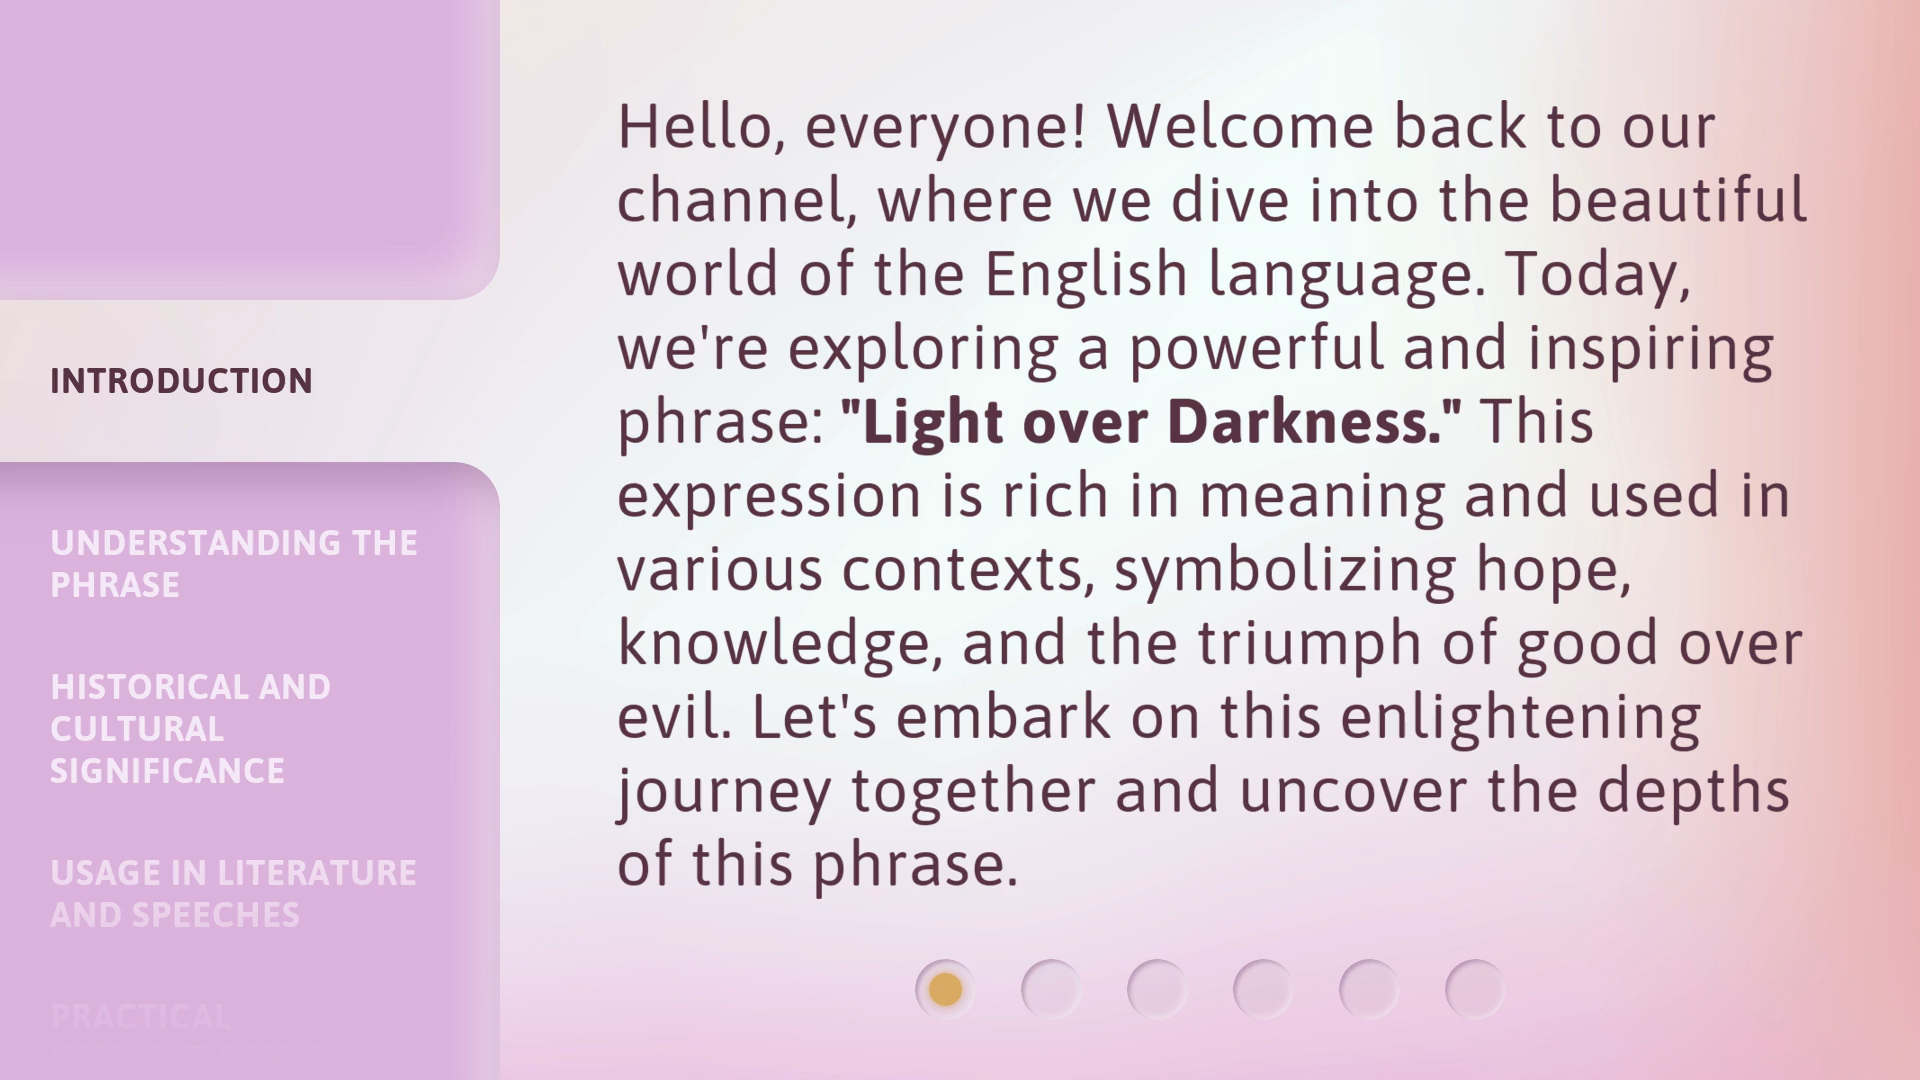 INTRODUCTION
UNDERSTANDING THE
PHRASE
HISTORICAL AND
CULTURAL
SIGNIFICANCE
USAGE IN LITERATURE
AND SPEECHES
PRACTICAL
Hello, everyone! Welcome back to our
channel, where we dive into the beautiful
world of the English language. Today,
we're exploring a powerful and inspiring
phrase: "Light over Darkness." This
expression is rich in meaning and used in
various contexts, symbolizing hope,
knowledge, and the triumph of good over
evil. Let's embark on this enlightening
journey together and uncover the depths
of this phrase.